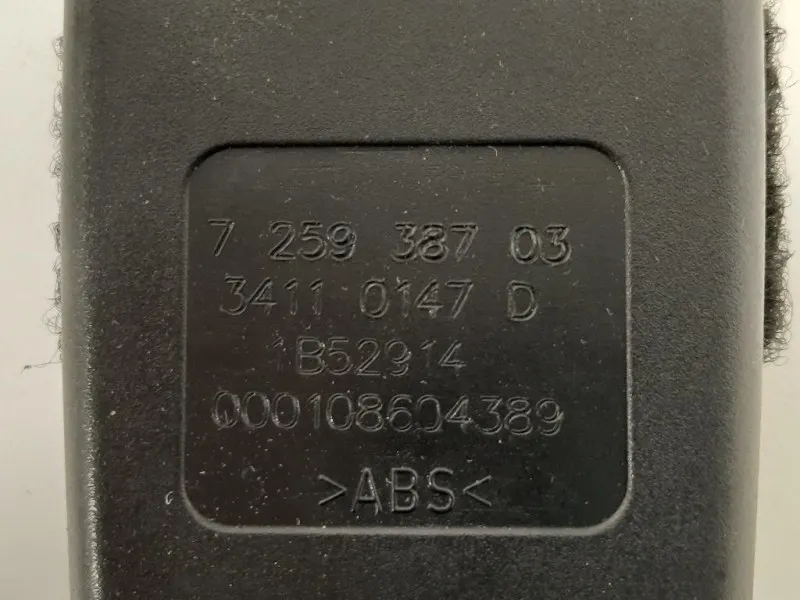 7 259 387 03
3411 0147 D
1B52914
000108604389
>ABS<